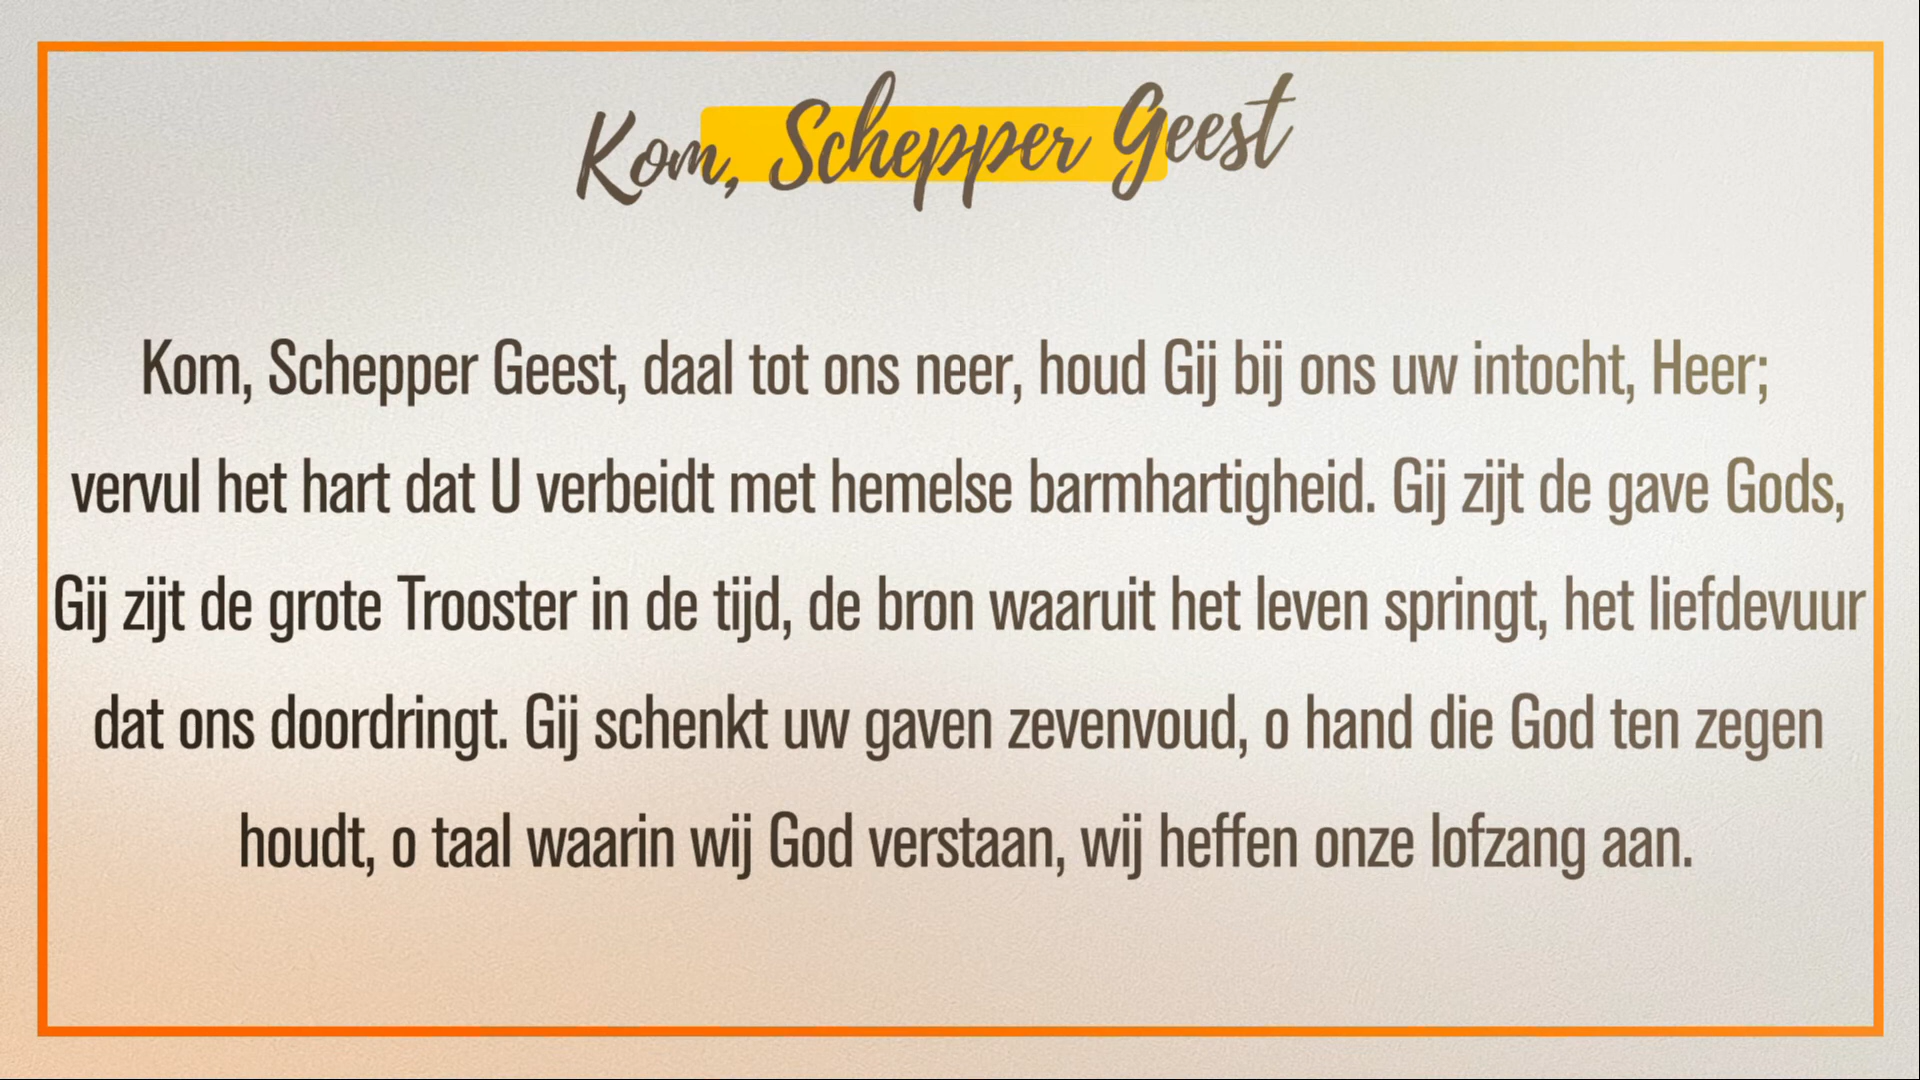 Kom, Schepper Geest
Kom, Schepper Geest, daal tot ons neer, houd Gij bij ons uw intocht, Heer;
vervul het hart dat U verbeidt met hemelse barmhartigheid. Gij zijt de gave Gods,
Gij zijt de grote Trooster in de tijd, de bron waaruit het leven springt, het liefdevuur
dat ons doordringt. Gij schenkt uw gaven zevenvoud, o hand die God ten zegen
houdt, o taal waarin wij God verstaan, wij heffen onze lofzang aan.